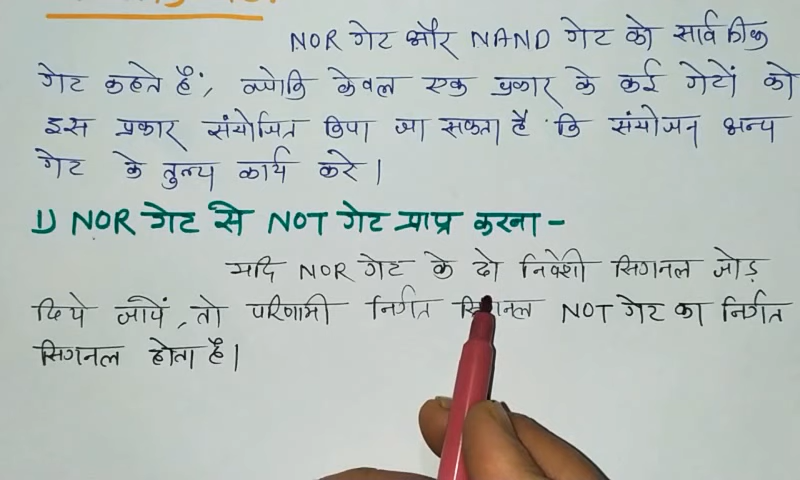 NOR गेट और NAND गेट को सार्वत्रिक
गेट कहते हैं, क्योकि केवल एक प्रकार के कई गेटों को
इस प्रकार संयोजित किया जा सकता है कि संयोजन अन्य
गेट के तुल्य कार्य करे।
1) NOR गेट से NOT गेट प्राप्त करना -
यदि NOR गेट के दो निवेशी सिगनल जोड़
दिये जायें, तो परिणामी निर्गत सिगनल NOT गेट का निर्गत
सिगनल होता है।